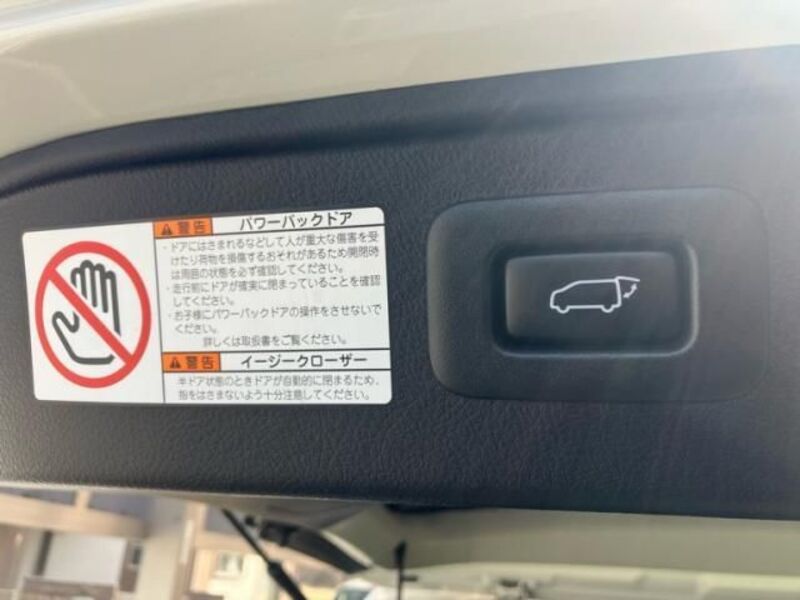 警告 パワーバックドア
・ドアにはさまれるなどして人が重大な傷害を受
けたり荷物を損傷するおそれがあるため開閉時
は周囲の状態を必ず確認してください。
・走行前にドアが確実に閉まっていることを確認
してください。
・お子様にパワーバックドアの操作をさせないで
ください。
詳しくは取扱書をご覧ください。
警告 イージークローザー
半ドア状態のときドアが自動的に閉まるため、
指をはさまないよう十分注意してください。